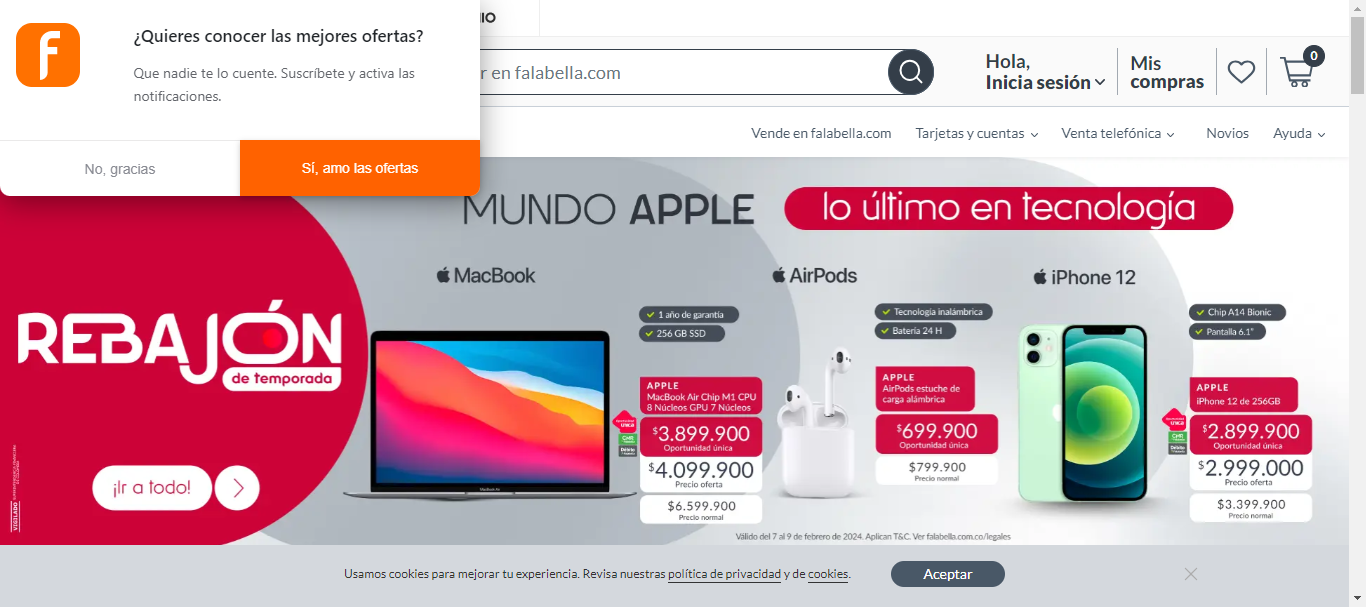 ¿Quieres conocer las mejores ofertas?
Que nadie te lo cuente. Suscríbete y activa las
notificaciones.
No, gracias
Sí, amo las ofertas
en falabella.com
0
Hola,
Inicia sesión
Mis
compras
Vende en falabella.com
Tarjetas y cuentas
Venta telefónica
Novios
Ayuda
MUNDO APPLE
lo último en tecnología
REBAJÓN
de temporada
¡Ir a todo!
VIGILADO
MacBook
1 año de garantía
256 GB SSD
APPLE
MacBook Air Chip M1 CPU
8 Núcleos GPU 7 Núcleos
$3.899.900
Oportunidad única
$4.099.900
Precio oferta
$6.599.900
Precio normal
MacBook Air
AirPods
Tecnología inalámbrica
Batería 24 H
APPLE
AirPods estuche de
carga alámbrica
$699.900
Oportunidad única
$799.900
Precio normal
iPhone 12
Chip A14 Bionic
Pantalla 6.1"
APPLE
iPhone 12 de 256GB
$2.899.900
Oportunidad única
$2.999.000
Precio oferta
$3.399.900
Precio normal
Válido del 7 al 9 de febrero de 2024. Aplican T&C. Ver falabella.com.co/legales
Usamos cookies para mejorar tu experiencia. Revisa nuestras política de privacidad y de cookies.
Aceptar